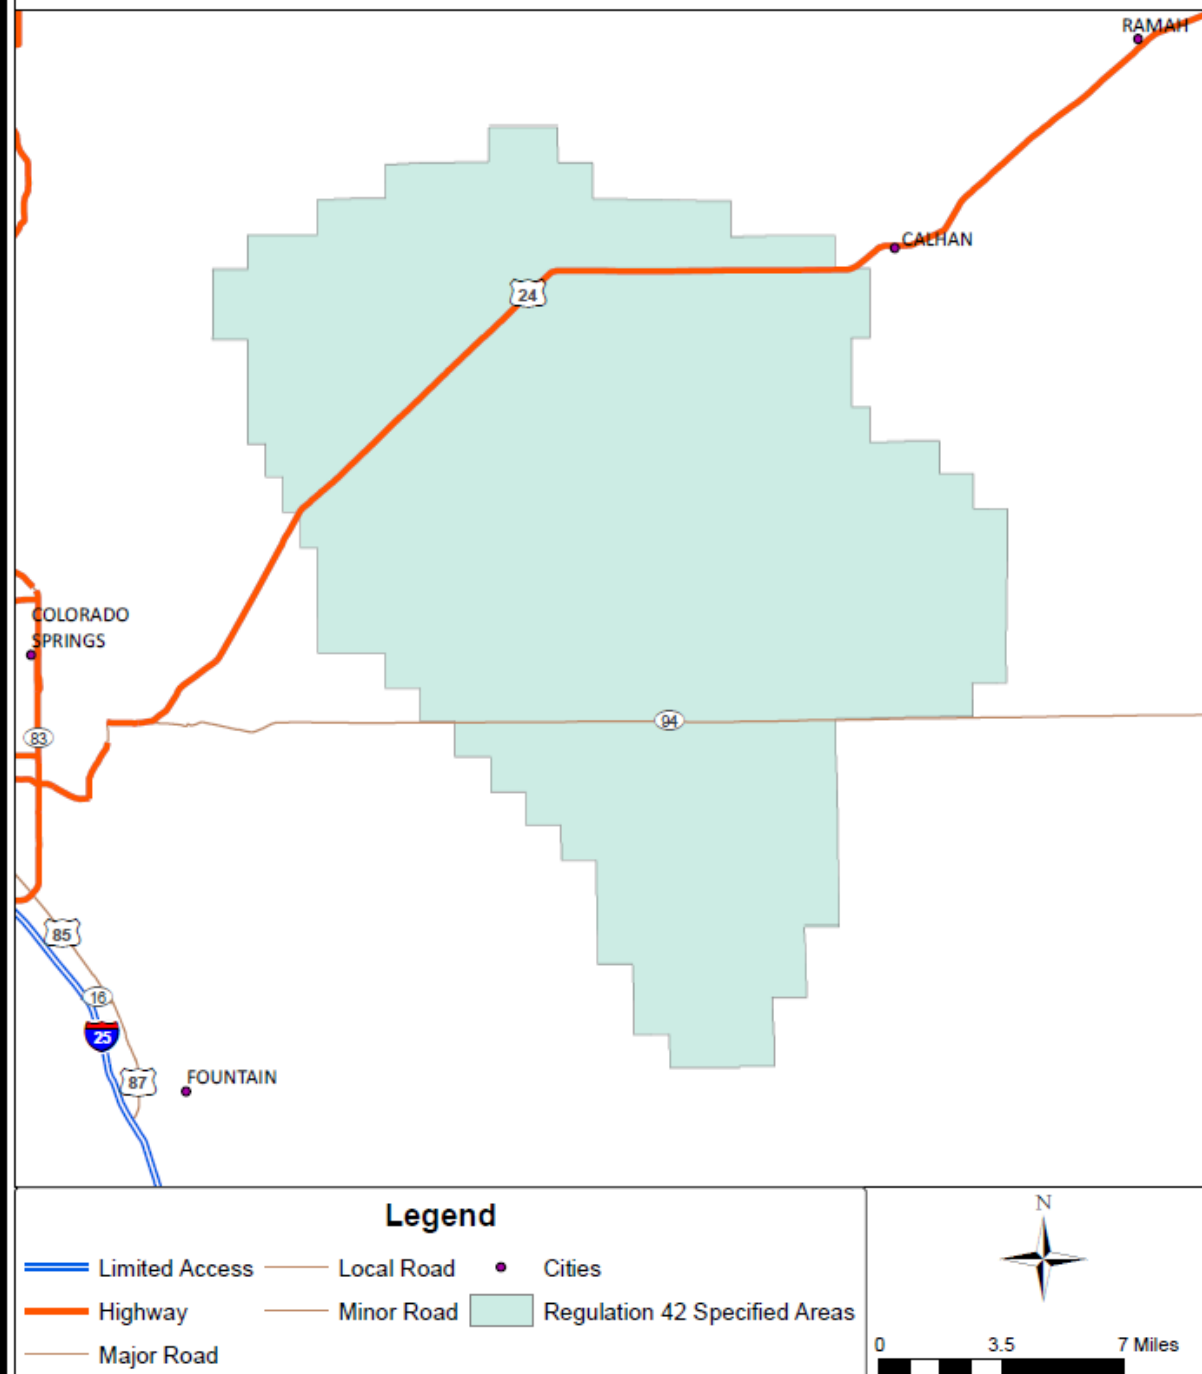 RAMAH
CALHAN
24
COLORADO
SPRINGS
94
83
85
16
25
87
FOUNTAIN
Legend
Limited Access
Local Road
Cities
Highway
Minor Road
Regulation 42 Specified Areas
Major Road
N
0 3.5 7 Miles